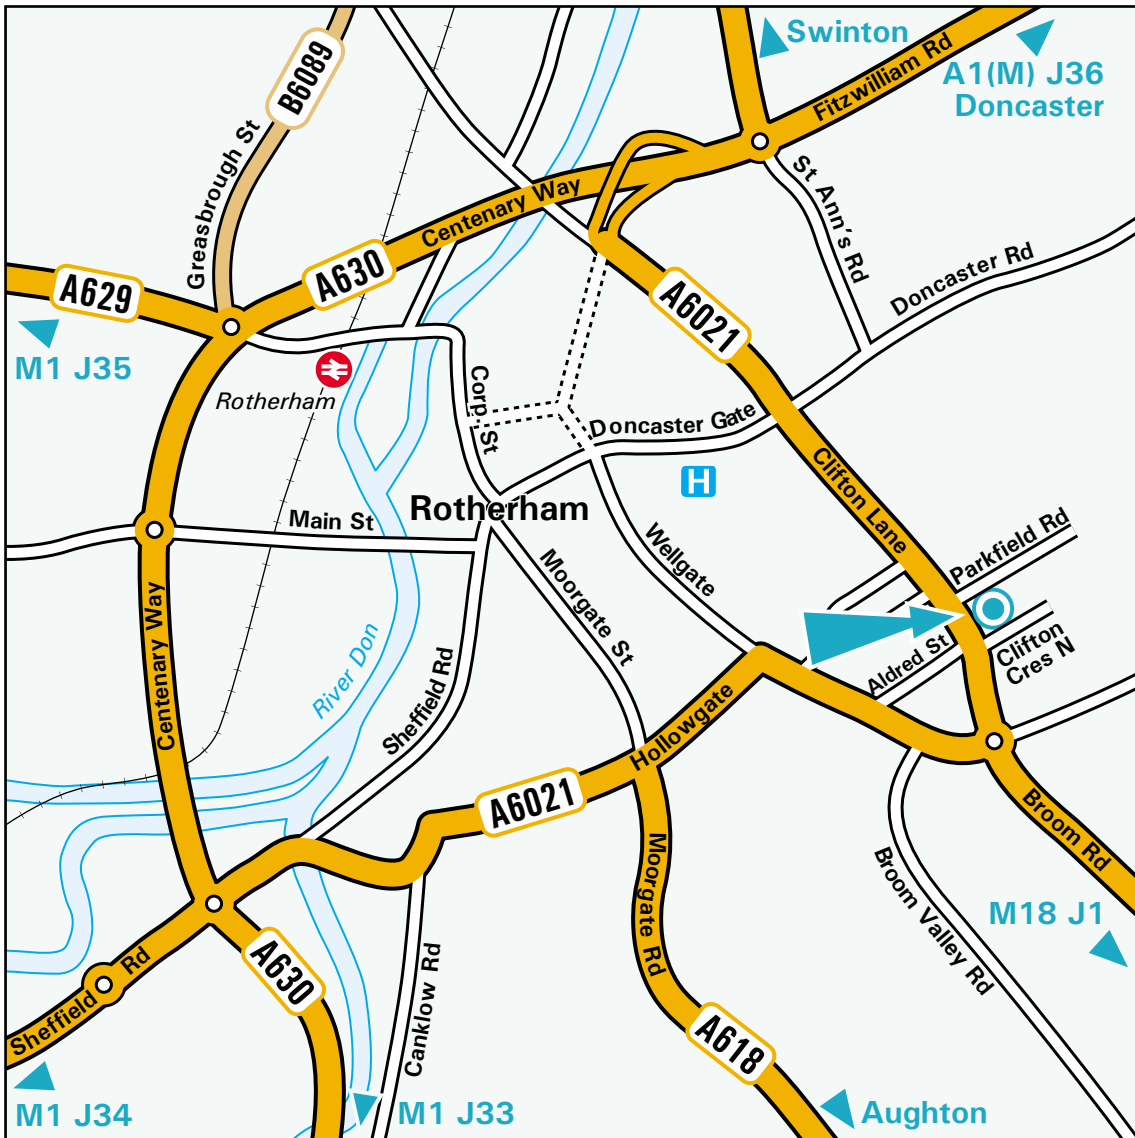 Swinton
Fitzwilliam Rd
A1(M) J36
Doncaster
B6089
Greasbrough St
St Ann's Rd
Centenary Way
A630
A629
Doncaster Rd
A6021
M1 J35
Rotherham
Corp. St
Doncaster Gate
H
Clifton Lane
Rotherham
Main St
Parkfield Rd
Wellgate
Moorgate St
Centenary Way
River Don
Sheffield Rd
Aldred St
Clifton
Cres N
Hollowgate
A6021
Broom Rd
Moorgate Rd
Broom Valley Rd
M18 J1
Sheffield Rd
A630
Canklow Rd
A618
M1 J34
M1 J33
Aughton